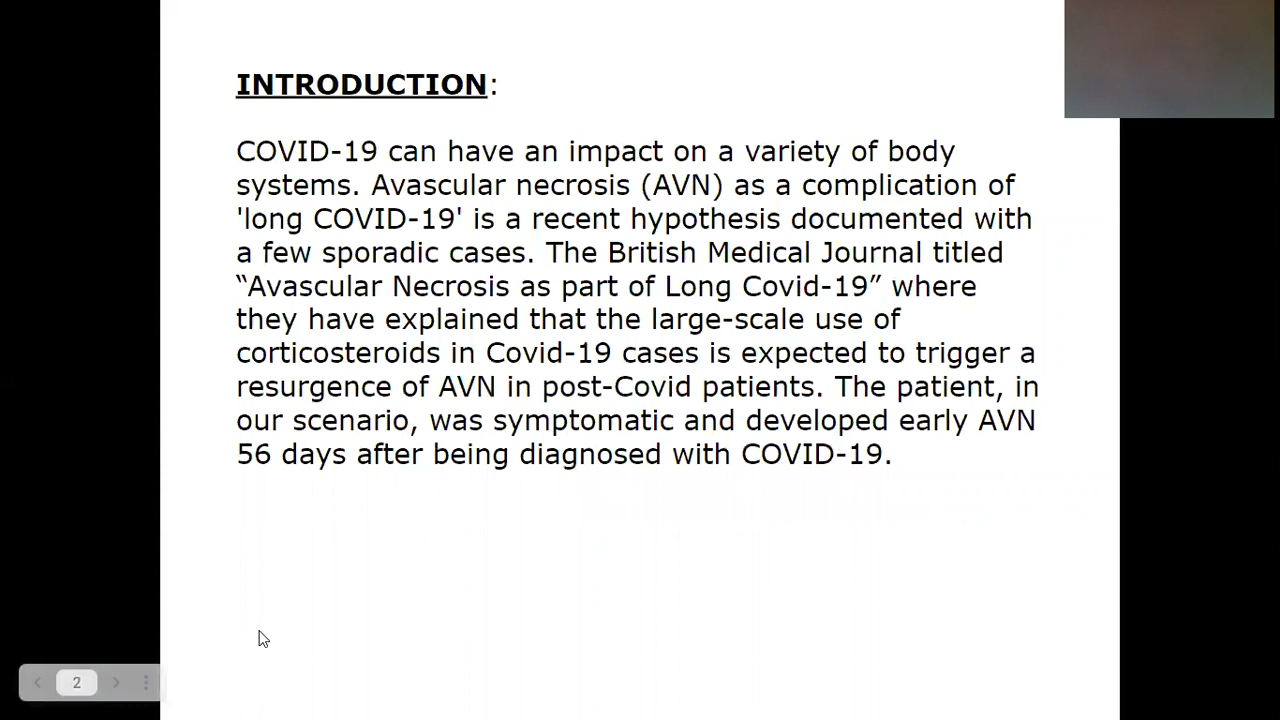 INTRODUCTION:
COVID-19 can have an impact on a variety of body
systems. Avascular necrosis (AVN) as a complication of
'long COVID-19' is a recent hypothesis documented with
a few sporadic cases. The British Medical Journal titled
“Avascular Necrosis as part of Long Covid-19” where
they have explained that the large-scale use of
corticosteroids in Covid-19 cases is expected to trigger a
resurgence of AVN in post-Covid patients. The patient, in
our scenario, was symptomatic and developed early AVN
56 days after being diagnosed with COVID-19.
2